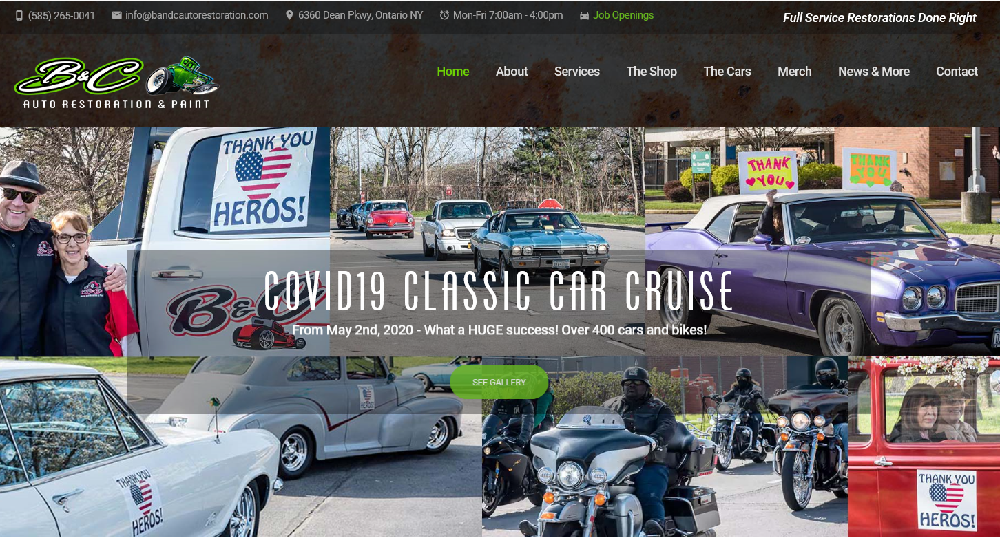 (585) 265-0041 info@bandcautorestoration.com 6360 Dean Pkwy, Ontario NY Mon-Fri 7:00am - 4:00pm Job Openings Full Service Restorations Done Right
B&C
AUTO RESTORATION & PAINT
Home About Services The Shop The Cars Merch News & More Contact
THANK YOU
HEROS!
THANK
YOU
THANK
YOU
No Smoking
B&C
COVID19 CLASSIC CAR CRUISE
From May 2nd, 2020 - What a HUGE success! Over 400 cars and bikes!
SEE GALLERY
THANK YOU
HEROS!
THANK YOU
HEROS!